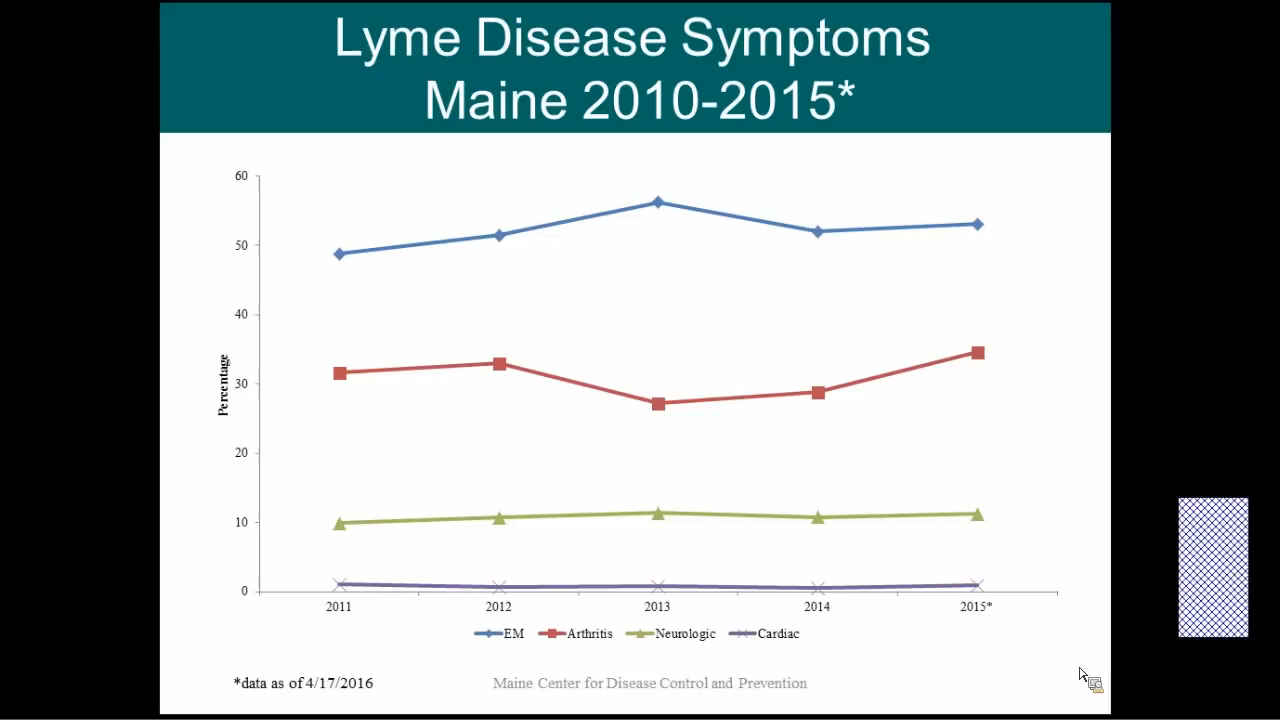 Lyme Disease Symptoms
Maine 2010-2015*
60
50
40
30
20
10
0
Percentage
2011 2012 2013 2014 2015*
EM Arthritis Neurologic Cardiac
*data as of 4/17/2016
Maine Center for Disease Control and Prevention